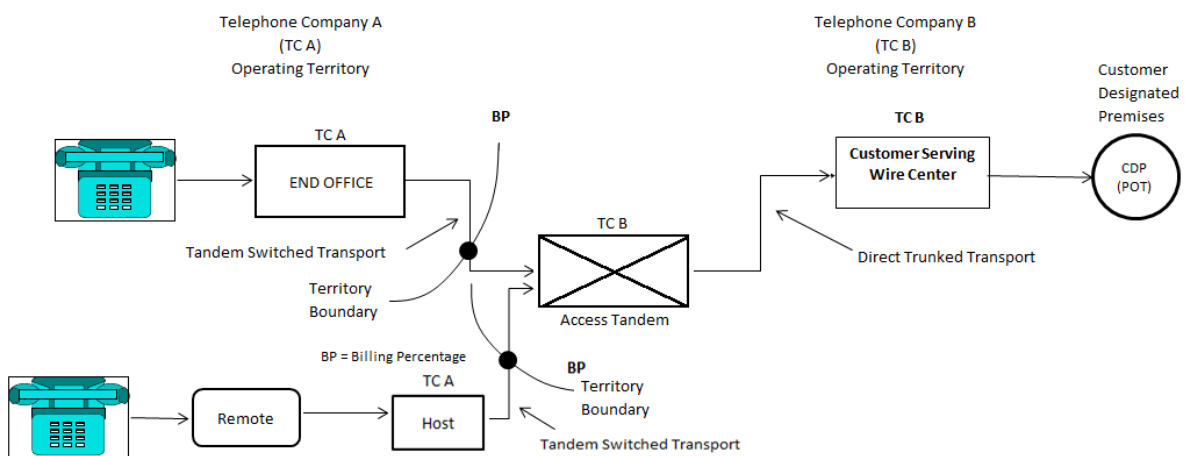 Telephone Company A
(TC A)
Operating Territory
Telephone Company B
(TC B)
Operating Territory
Customer
Designated
Premises
BP
TC A
END OFFICE
TC B
Customer Serving
Wire Center
CDP
(POT)
TC B
Tandem Switched Transport
Direct Trunked Transport
Territory
Boundary
Access Tandem
BP = Billing Percentage
BP
TC A
Territory
Boundary
Remote
Host
Tandem Switched Transport